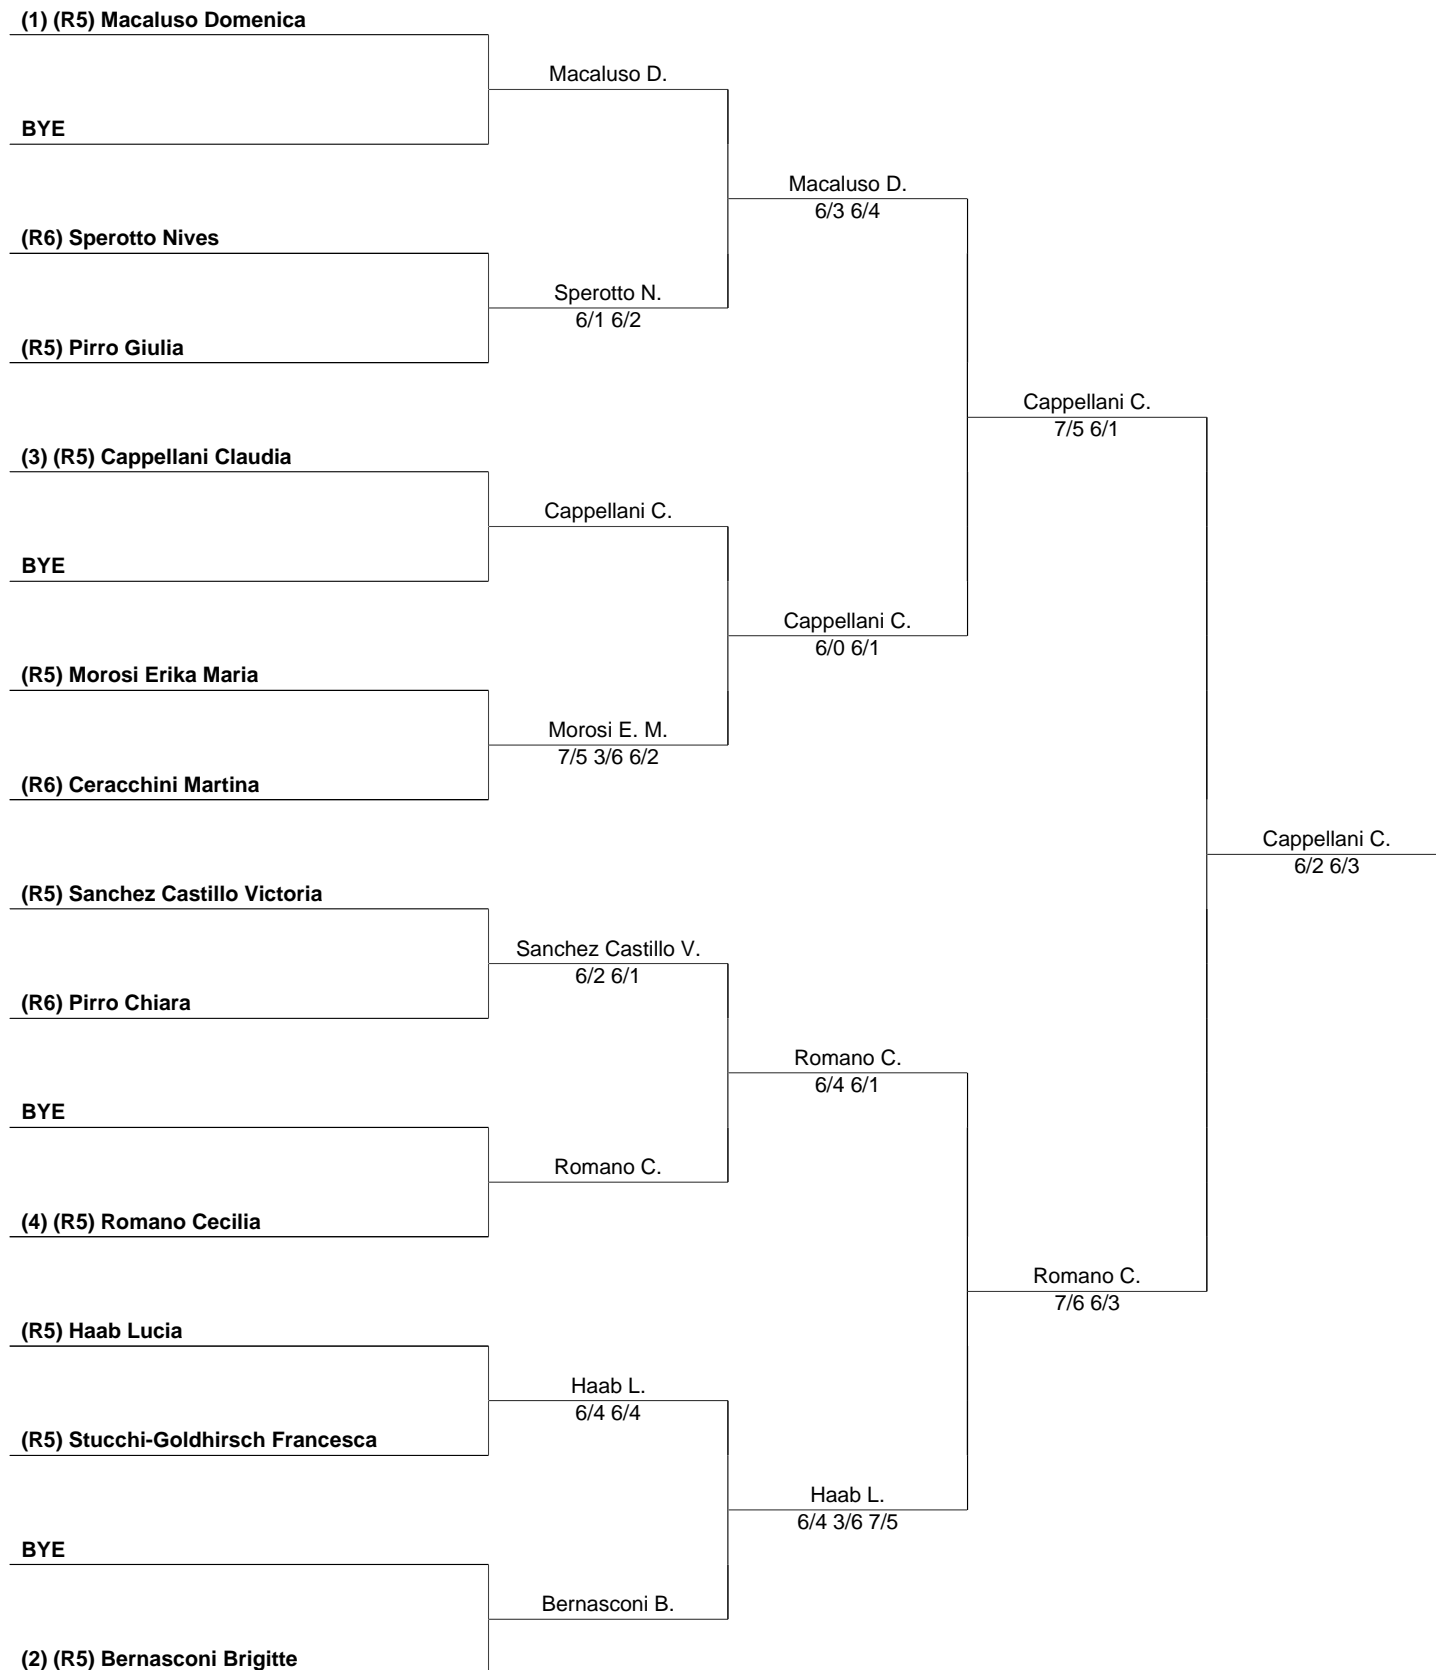 (1) (R5) Macaluso Domenica
Macaluso D.
BYE
Macaluso D.
6/3 6/4
(R6) Sperotto Nives
Sperotto N.
6/1 6/2
(R5) Pirro Giulia
Cappellani C.
7/5 6/1
(3) (R5) Cappellani Claudia
Cappellani C.
BYE
Cappellani C.
6/0 6/1
(R5) Morosi Erika Maria
Morosi E. M.
7/5 3/6 6/2
(R6) Ceracchini Martina
Cappellani C.
6/2 6/3
(R5) Sanchez Castillo Victoria
Sanchez Castillo V.
6/2 6/1
(R6) Pirro Chiara
Romano C.
6/4 6/1
BYE
Romano C.
(4) (R5) Romano Cecilia
Romano C.
7/6 6/3
(R5) Haab Lucia
Haab L.
6/4 6/4
(R5) Stucchi-Goldhirsch Francesca
Haab L.
6/4 3/6 7/5
BYE
Bernasconi B.
(2) (R5) Bernasconi Brigitte